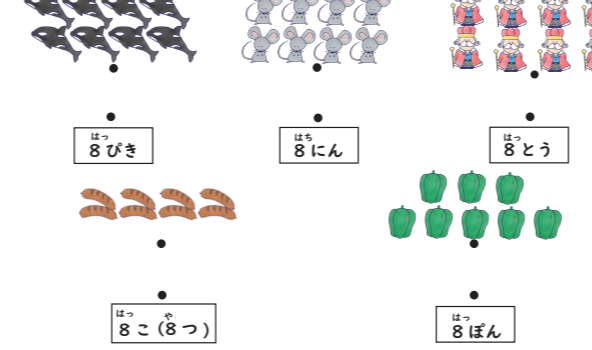 はっ はち はっ
8ぴき 8にん 8とう
はっ や はっ
8こ(8つ) 8ぽん